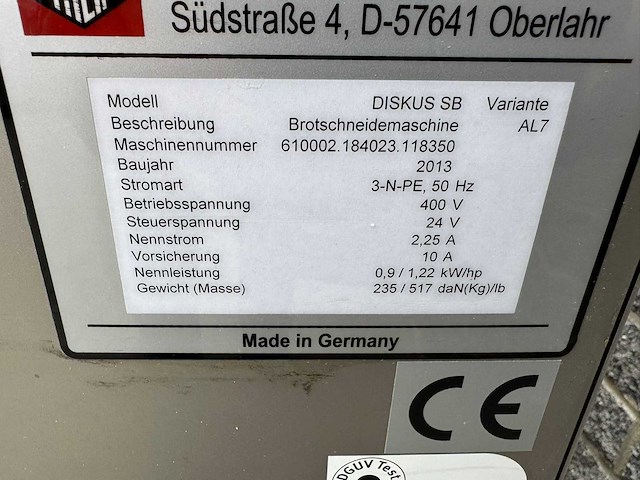 Südstraße 4, D-57641 Oberlahr
Modell DISKUS SB Variante
Beschreibung Brotschneidemaschine AL7
Maschinennummer 610002.184023.118350
Baujahr 2013
Stromart 3-N-PE, 50 Hz
Betriebsspannung 400 V
Steuerspannung 24 V
Nennstrom 2,25 A
Vorsicherung 10 A
Nennleistung 0,9 / 1,22 kW/hp
Gewicht (Masse) 235 / 517 daN(Kg)/lb
Made in Germany
CE
DGUV Test